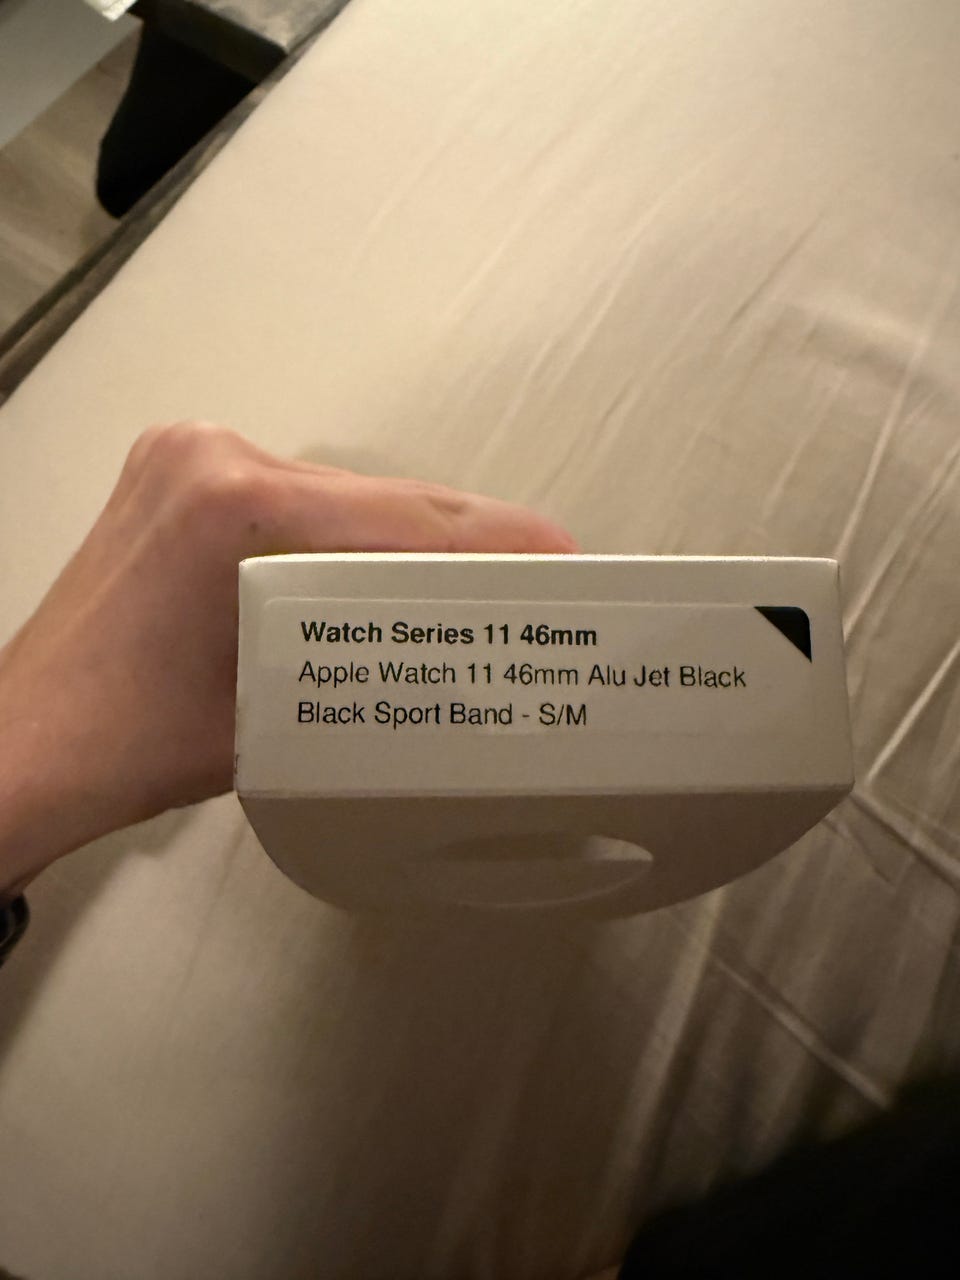 Watch Series 11 46mm
Apple Watch 11 46mm Alu Jet Black
Black Sport Band - S/M